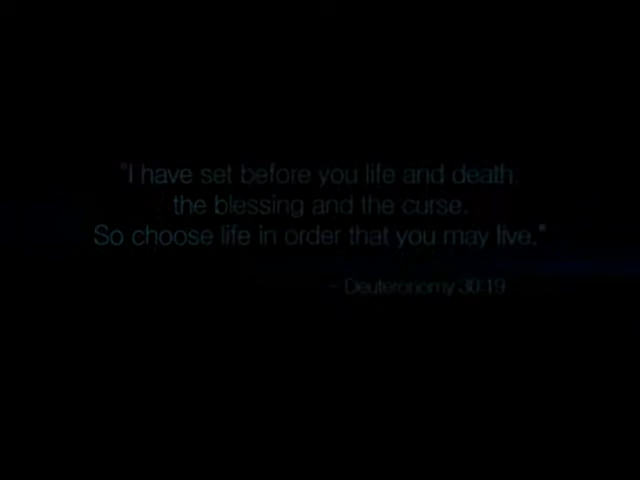 "I have set before you life and death,
the blessing and the curse.
So choose life in order that you may live."
- Deuteronomy 30:19